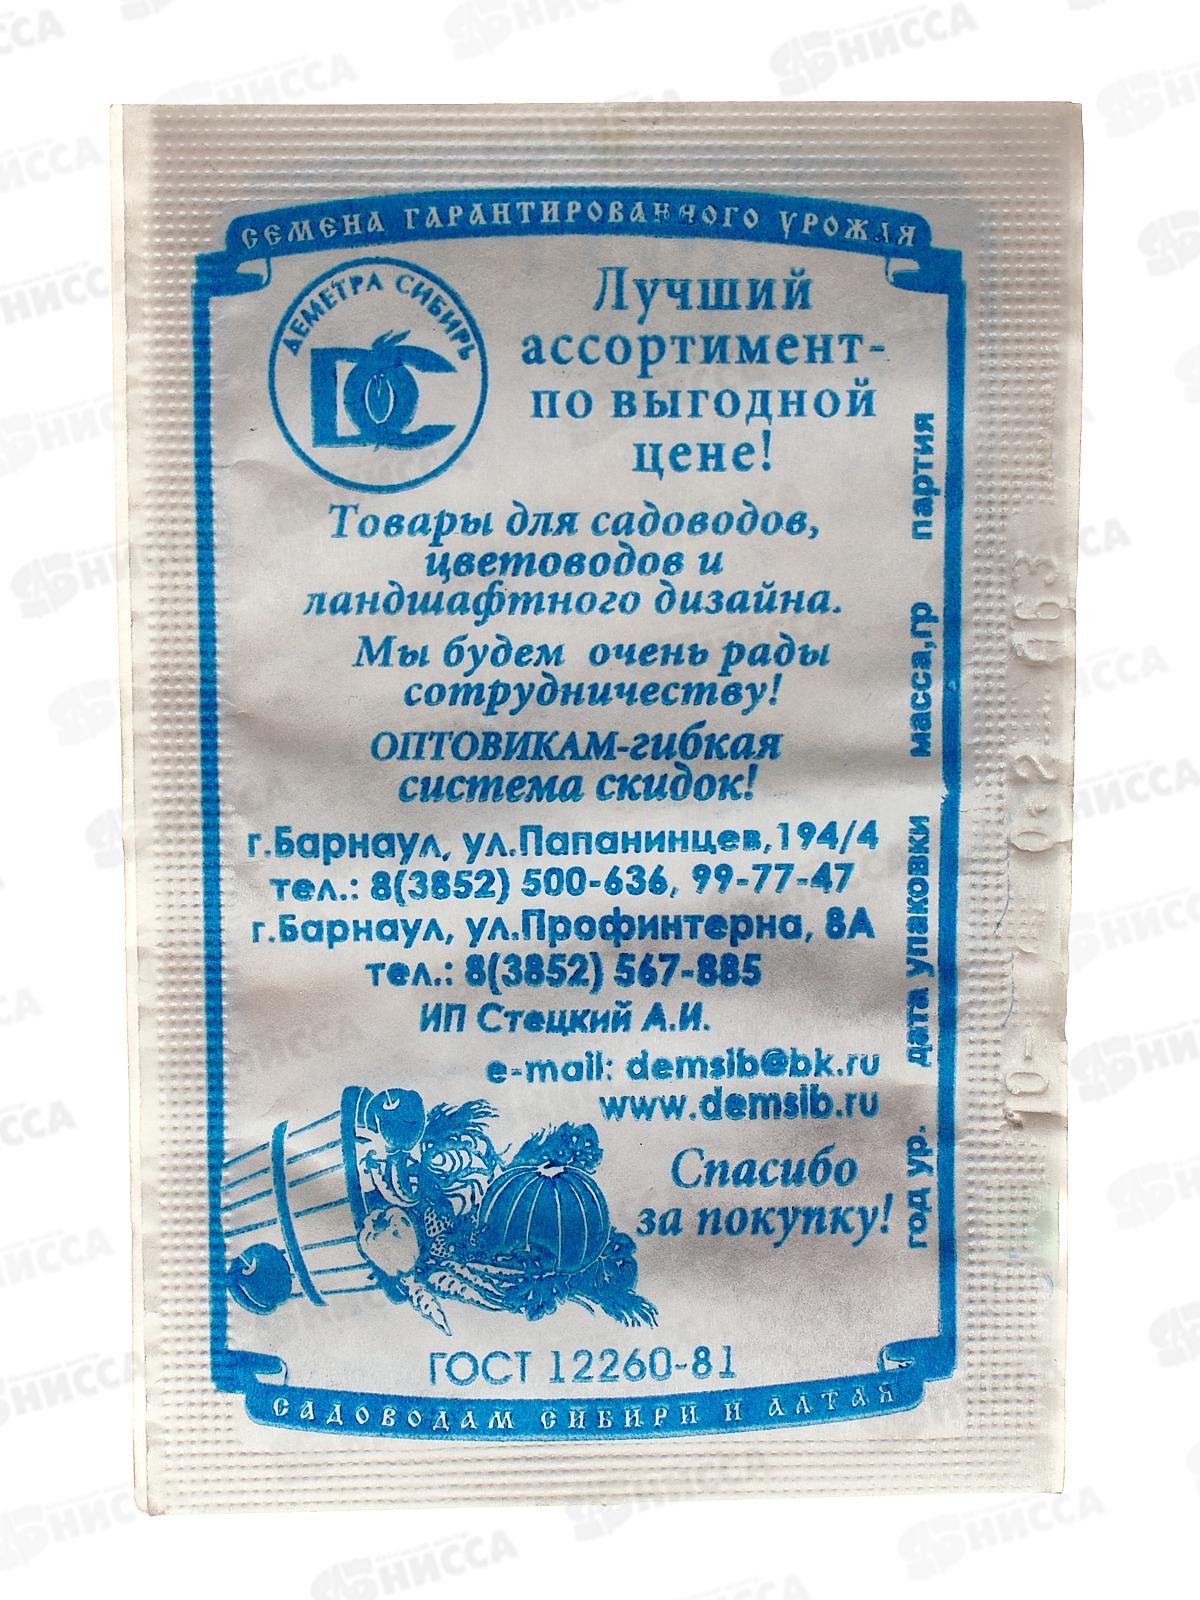 СЕМЕНА ГАРАНТИРОВАННОГО УРОЖАЯ
ДЕМЕТРА СИБИРЬ
ДС
Лучший
ассортимент-
по выгодной
цене!
Товары для садоводов,
цветоводов и
ландшафтного дизайна.
Мы будем очень рады
сотрудничеству!
ОПТОВИКАМ-гибкая
система скидок!
г.Барнаул, ул.Папанинцев,194/4
тел.: 8(3852) 500-636, 99-77-47
г.Барнаул, ул.Профинтерна, 8А
тел.: 8(3852) 567-885
ИП Стецкий А.И.
e-mail: demsib@bk.ru
www.demsib.ru
Спасибо
за покупку!
ГОСТ 12260-81
САДОВОДАМ СИБИРИ И АЛТАЯ
год ур. дата упаковки масса,гр партия